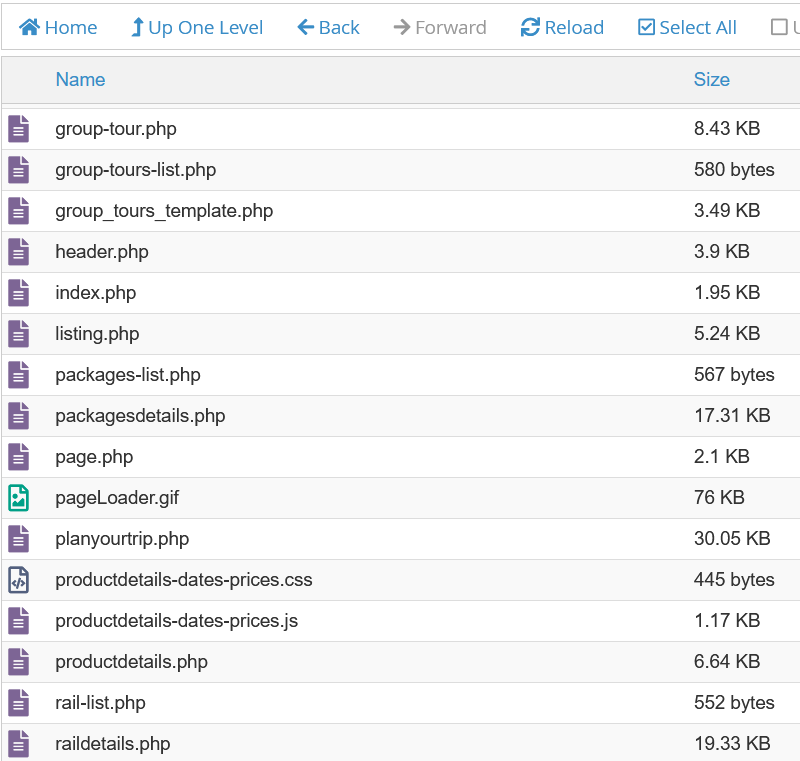 Home Up One Level Back Forward Reload Select All
Name Size
group-tour.php 8.43 KB
group-tours-list.php 580 bytes
group_tours_template.php 3.49 KB
header.php 3.9 KB
index.php 1.95 KB
listing.php 5.24 KB
packages-list.php 567 bytes
packagesdetails.php 17.31 KB
page.php 2.1 KB
pageLoader.gif 76 KB
planyourtrip.php 30.05 KB
productdetails-dates-prices.css 445 bytes
productdetails-dates-prices.js 1.17 KB
productdetails.php 6.64 KB
rail-list.php 552 bytes
raildetails.php 19.33 KB